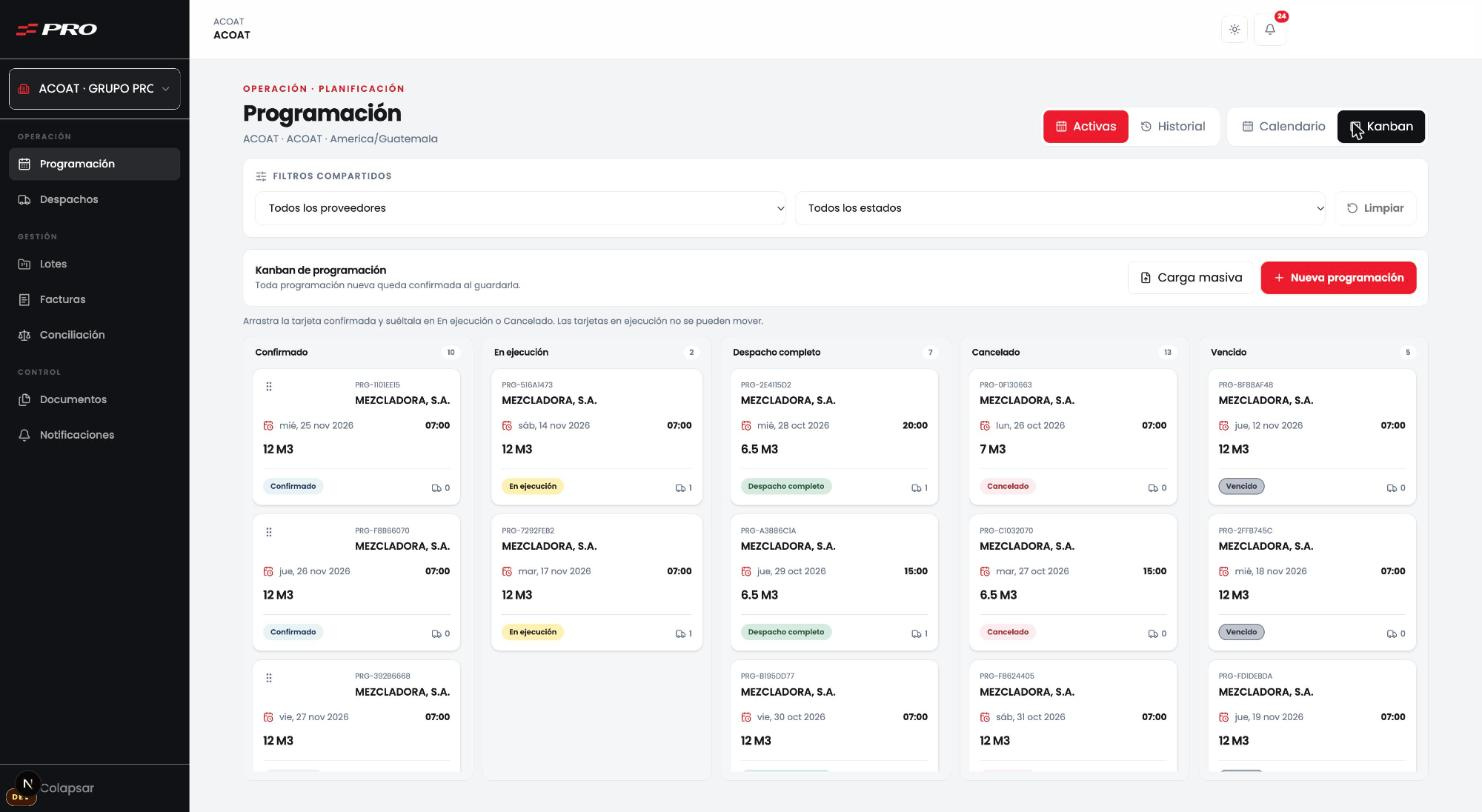 PRO
ACOAT · GRUPO PRC
OPERACIÓN
Programación
Despachos
GESTIÓN
Lotes
Facturas
Conciliación
CONTROL
Documentos
Notificaciones
N
Colapsar
ACOAT
ACOAT
24
OPERACIÓN · PLANIFICACIÓN
Programación
ACOAT · ACOAT · America/Guatemala
Activas
Historial
Calendario
Kanban
FILTROS COMPARTIDOS
Todos los proveedores
Todos los estados
Limpiar
Kanban de programación
Toda programación nueva queda confirmada al guardarla.
Carga masiva
+ Nueva programación
Arrastra la tarjeta confirmada y suéltala en En ejecución o Cancelado. Las tarjetas en ejecución no se pueden mover.
Confirmado 10
PRG-1101EE15
MEZCLADORA, S.A.
mié, 25 nov 2026 07:00
12 M3
Confirmado 0
PRG-F8B66070
MEZCLADORA, S.A.
jue, 26 nov 2026 07:00
12 M3
Confirmado 0
PRG-392B666B
MEZCLADORA, S.A.
vie, 27 nov 2026 07:00
12 M3
En ejecución 2
PRG-516A1473
MEZCLADORA, S.A.
sáb, 14 nov 2026 07:00
12 M3
En ejecución 1
PRG-7292FEB2
MEZCLADORA, S.A.
mar, 17 nov 2026 07:00
12 M3
En ejecución 1
Despacho completo 7
PRG-2E4115D2
MEZCLADORA, S.A.
mié, 28 oct 2026 20:00
6.5 M3
Despacho completo 1
PRG-A3886C1A
MEZCLADORA, S.A.
jue, 29 oct 2026 15:00
6.5 M3
Despacho completo 1
PRG-B195DD77
MEZCLADORA, S.A.
vie, 30 oct 2026 07:00
12 M3
Cancelado 13
PRG-0F130663
MEZCLADORA, S.A.
lun, 26 oct 2026 07:00
7 M3
Cancelado 0
PRG-C1032070
MEZCLADORA, S.A.
mar, 27 oct 2026 15:00
6.5 M3
Cancelado 0
PRG-FB624405
MEZCLADORA, S.A.
sáb, 31 oct 2026 07:00
12 M3
Vencido 5
PRG-8F88AF48
MEZCLADORA, S.A.
jue, 12 nov 2026 07:00
12 M3
Vencido 0
PRG-2FFB745C
MEZCLADORA, S.A.
mié, 18 nov 2026 07:00
12 M3
Vencido 0
PRG-FD1DEBDA
MEZCLADORA, S.A.
jue, 19 nov 2026 07:00
12 M3